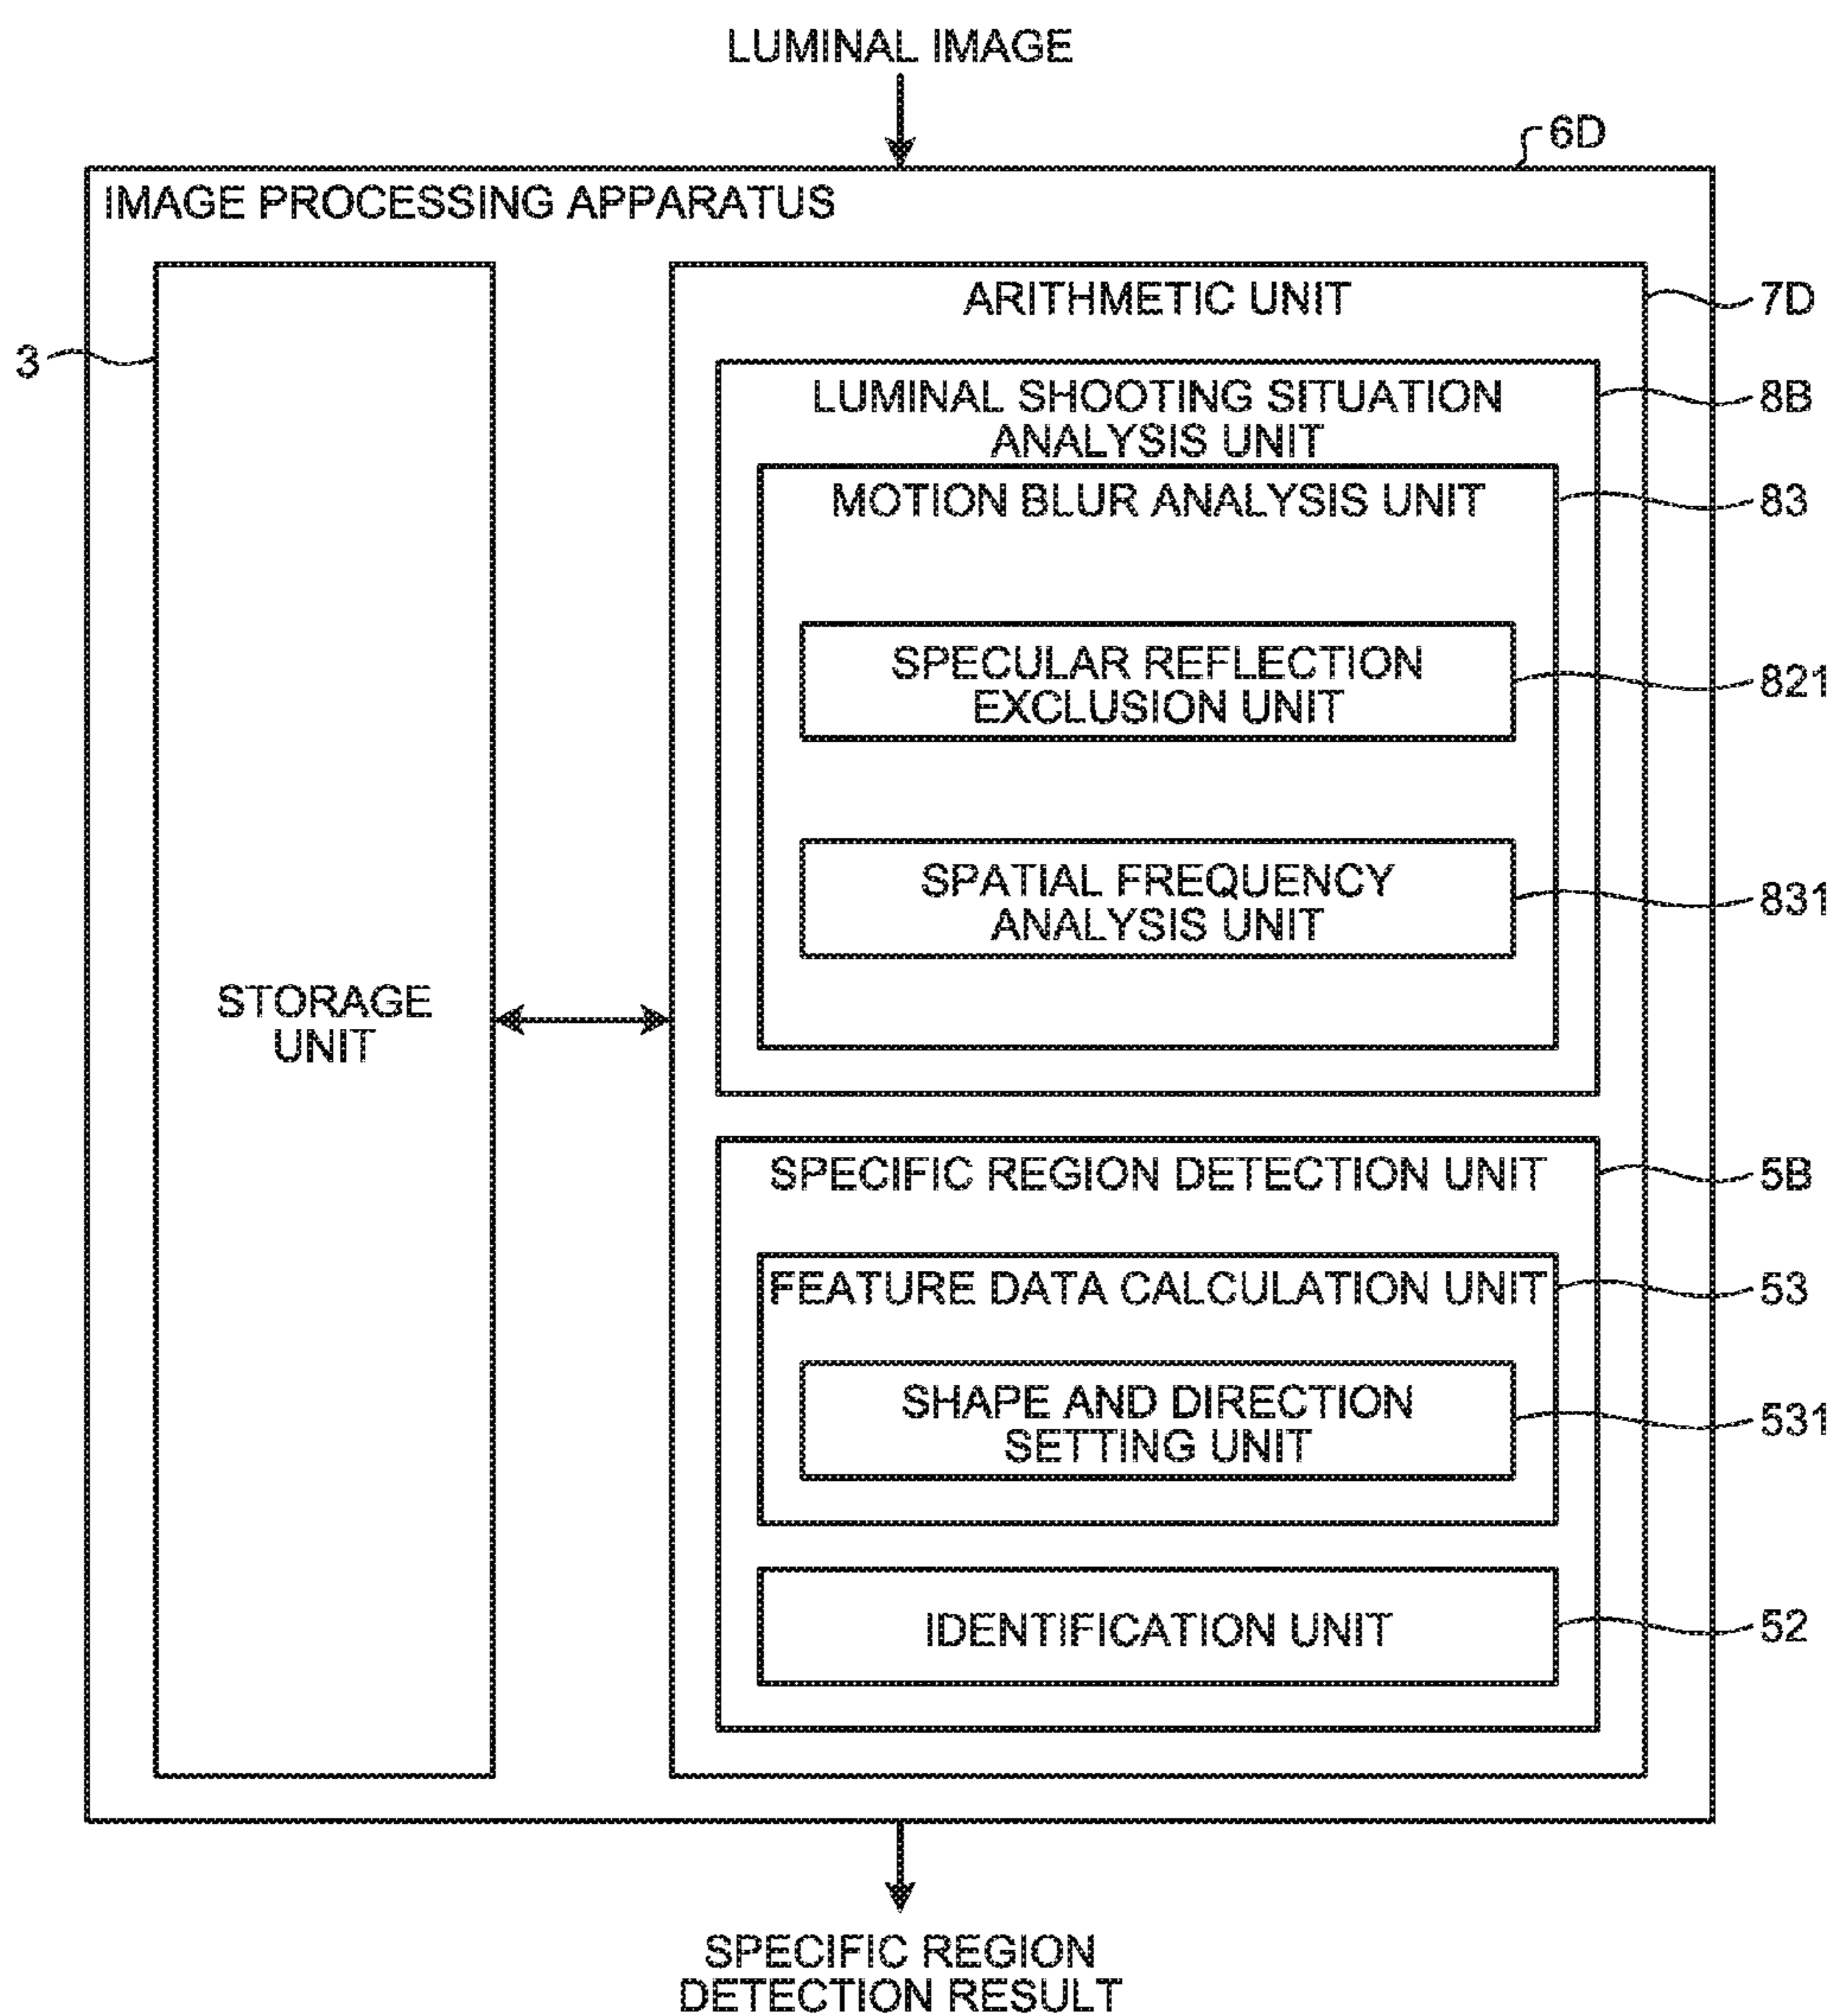 LUMINAL IMAGE
6D
IMAGE PROCESSING APPARATUS
ARITHMETIC UNIT
7D
3
LUMINAL SHOOTING SITUATION
ANALYSIS UNIT
8B
MOTION BLUR ANALYSIS UNIT
83
SPECULAR REFLECTION
EXCLUSION UNIT
821
SPATIAL FREQUENCY
ANALYSIS UNIT
831
STORAGE
UNIT
SPECIFIC REGION DETECTION UNIT
5B
FEATURE DATA CALCULATION UNIT
53
SHAPE AND DIRECTION
SETTING UNIT
531
IDENTIFICATION UNIT
52
SPECIFIC REGION
DETECTION RESULT